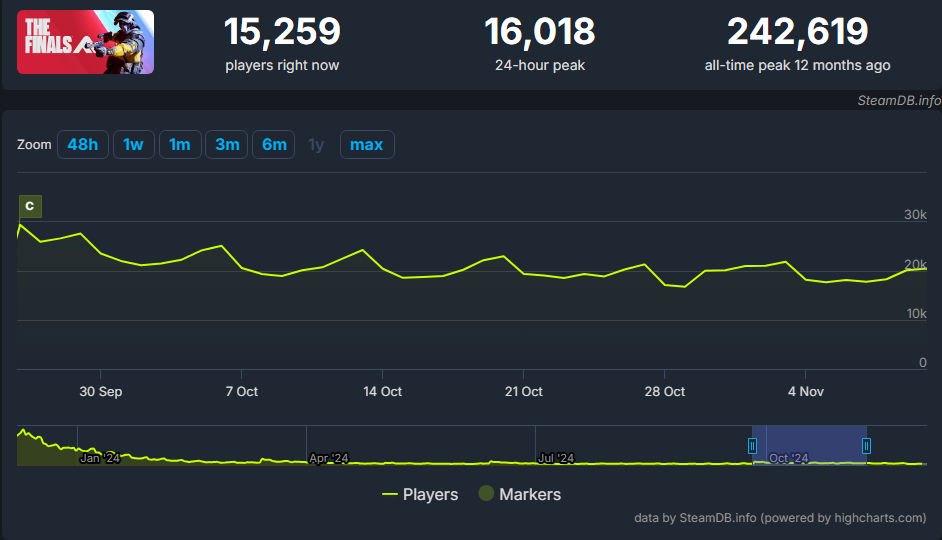 THE
FINALS
15,259
players right now
16,018
24-hour peak
242,619
all-time peak 12 months ago
SteamDB.info
Zoom 48h 1w 1m 3m 6m 1y max
C
30k
20k
10k
0
30 Sep 7 Oct 14 Oct 21 Oct 28 Oct 4 Nov
Jan '24 Apr '24 Jul '24 Oct '24
Players Markers
data by SteamDB.info (powered by highcharts.com)